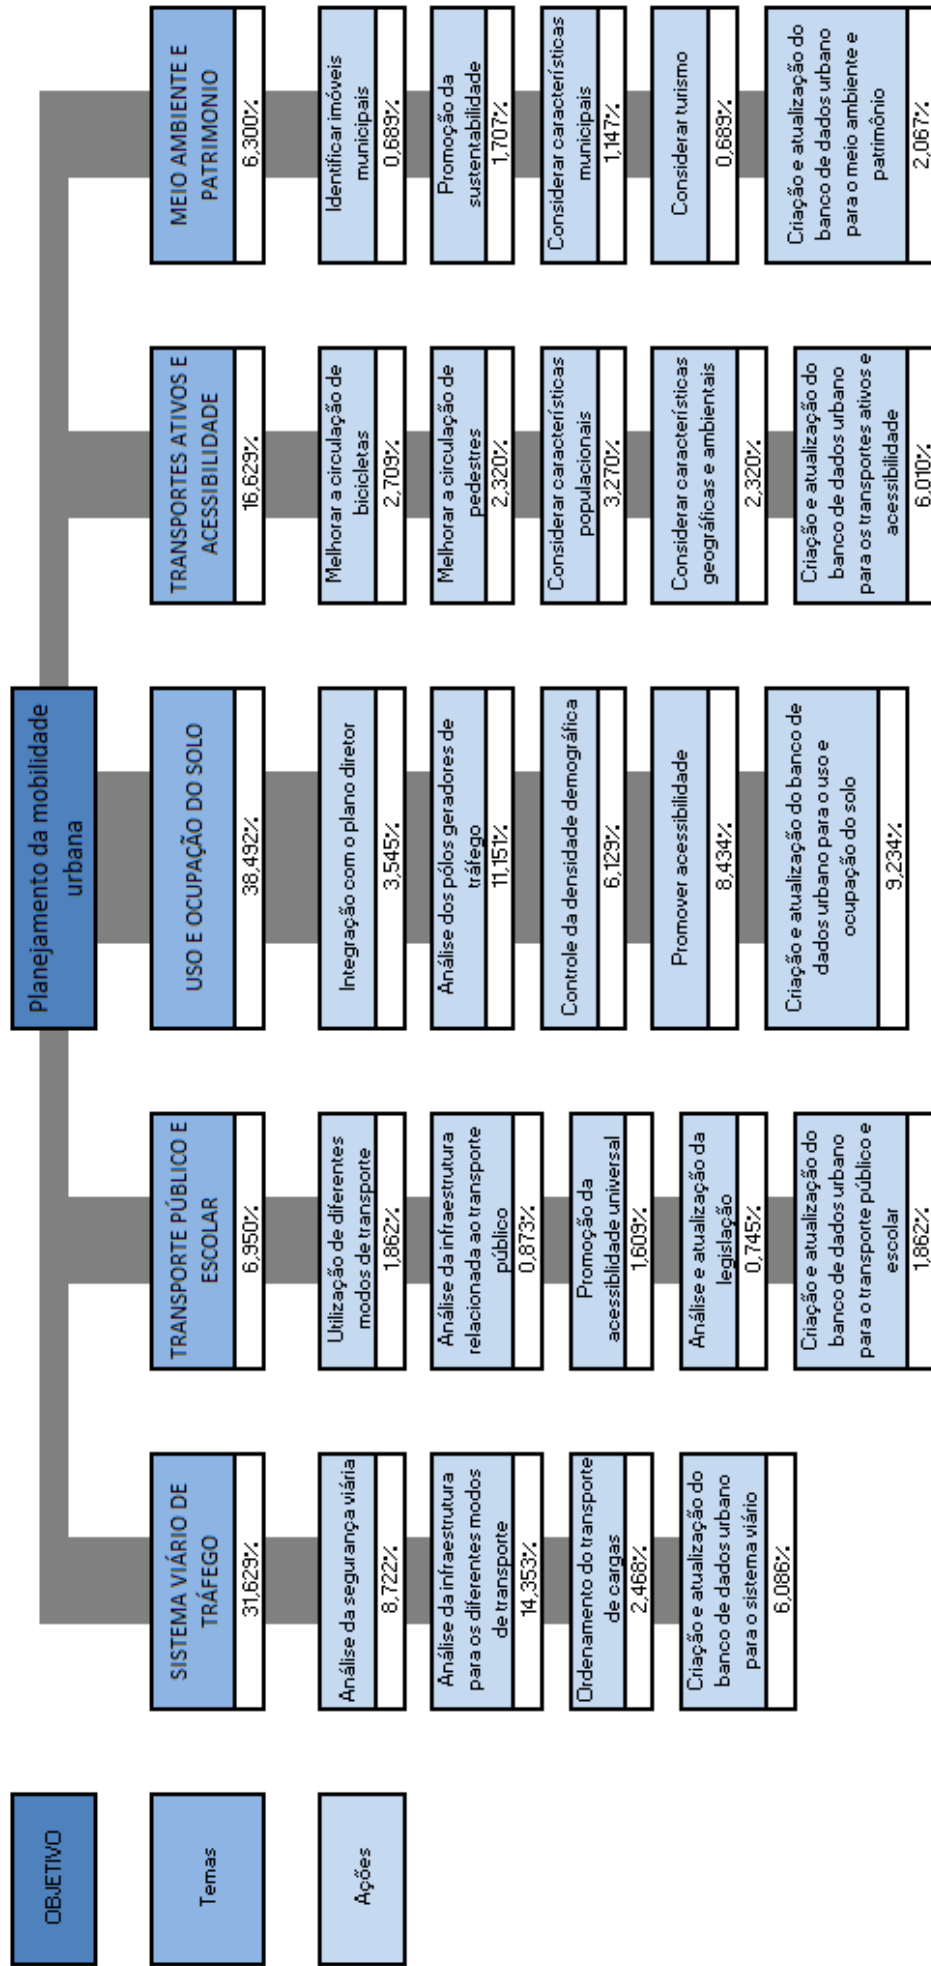 OBJETIVO
Temas
Ações
Planejamento da mobilidade
urbana
SISTEMA VIÁRIO DE
TRÁFEGO
31,629%
Análise da segurança viária
8,722%
Análise da infraestrutura
para os diferentes modos
de transporte
14,353%
Ordenamento do transporte
de cargas
2,468%
Criação e atualização do
banco de dados urbano
para o sistema viário
6,086%
TRANSPORTE PÚBLICO E
ESCOLAR
6,950%
Utilização de diferentes
modos de transporte
1,862%
Análise da infraestrutura
relacionada ao transporte
público
0,873%
Promoção da
acessiblidade universal
1,609%
Análise e atualização da
legislação
0,745%
Criação e atualização do
banco de dados urbano
para o transporte público e
escolar
1,862%
USO E OCUPAÇÃO DO SOLO
38,492%
Integração com o plano diretor
3,545%
Análise dos pólos geradores de
tráfego
11,151%
Controle da densidade demográfica
6,129%
Promover acessibilidade
8,434%
Criação e atualização do banco de
dados urbano para o uso e
ocupação do solo
9,234%
TRANSPORTES ATIVOS E
ACESSIBILIDADE
16,629%
Melhorar a circulação de
bicicletas
2,709%
Melhorar a circulação de
pedestres
2,320%
Considerar características
populacionais
3,270%
Considerar características
geográficas e ambientais
2,320%
Criação e atualização do
banco de dados urbano
para os transportes ativos e
acessibilidade
6,010%
MEIO AMBIENTE E
PATRIMONIO
6,300%
Identificar imóveis
municipais
0,689%
Promoção da
sustentabilidade
1,707%
Considerar características
municipais
1,147%
Considerar turismo
0,689%
Criação e atualização do
banco de dados urbano
para o meio ambiente e
patrimônio
2,067%